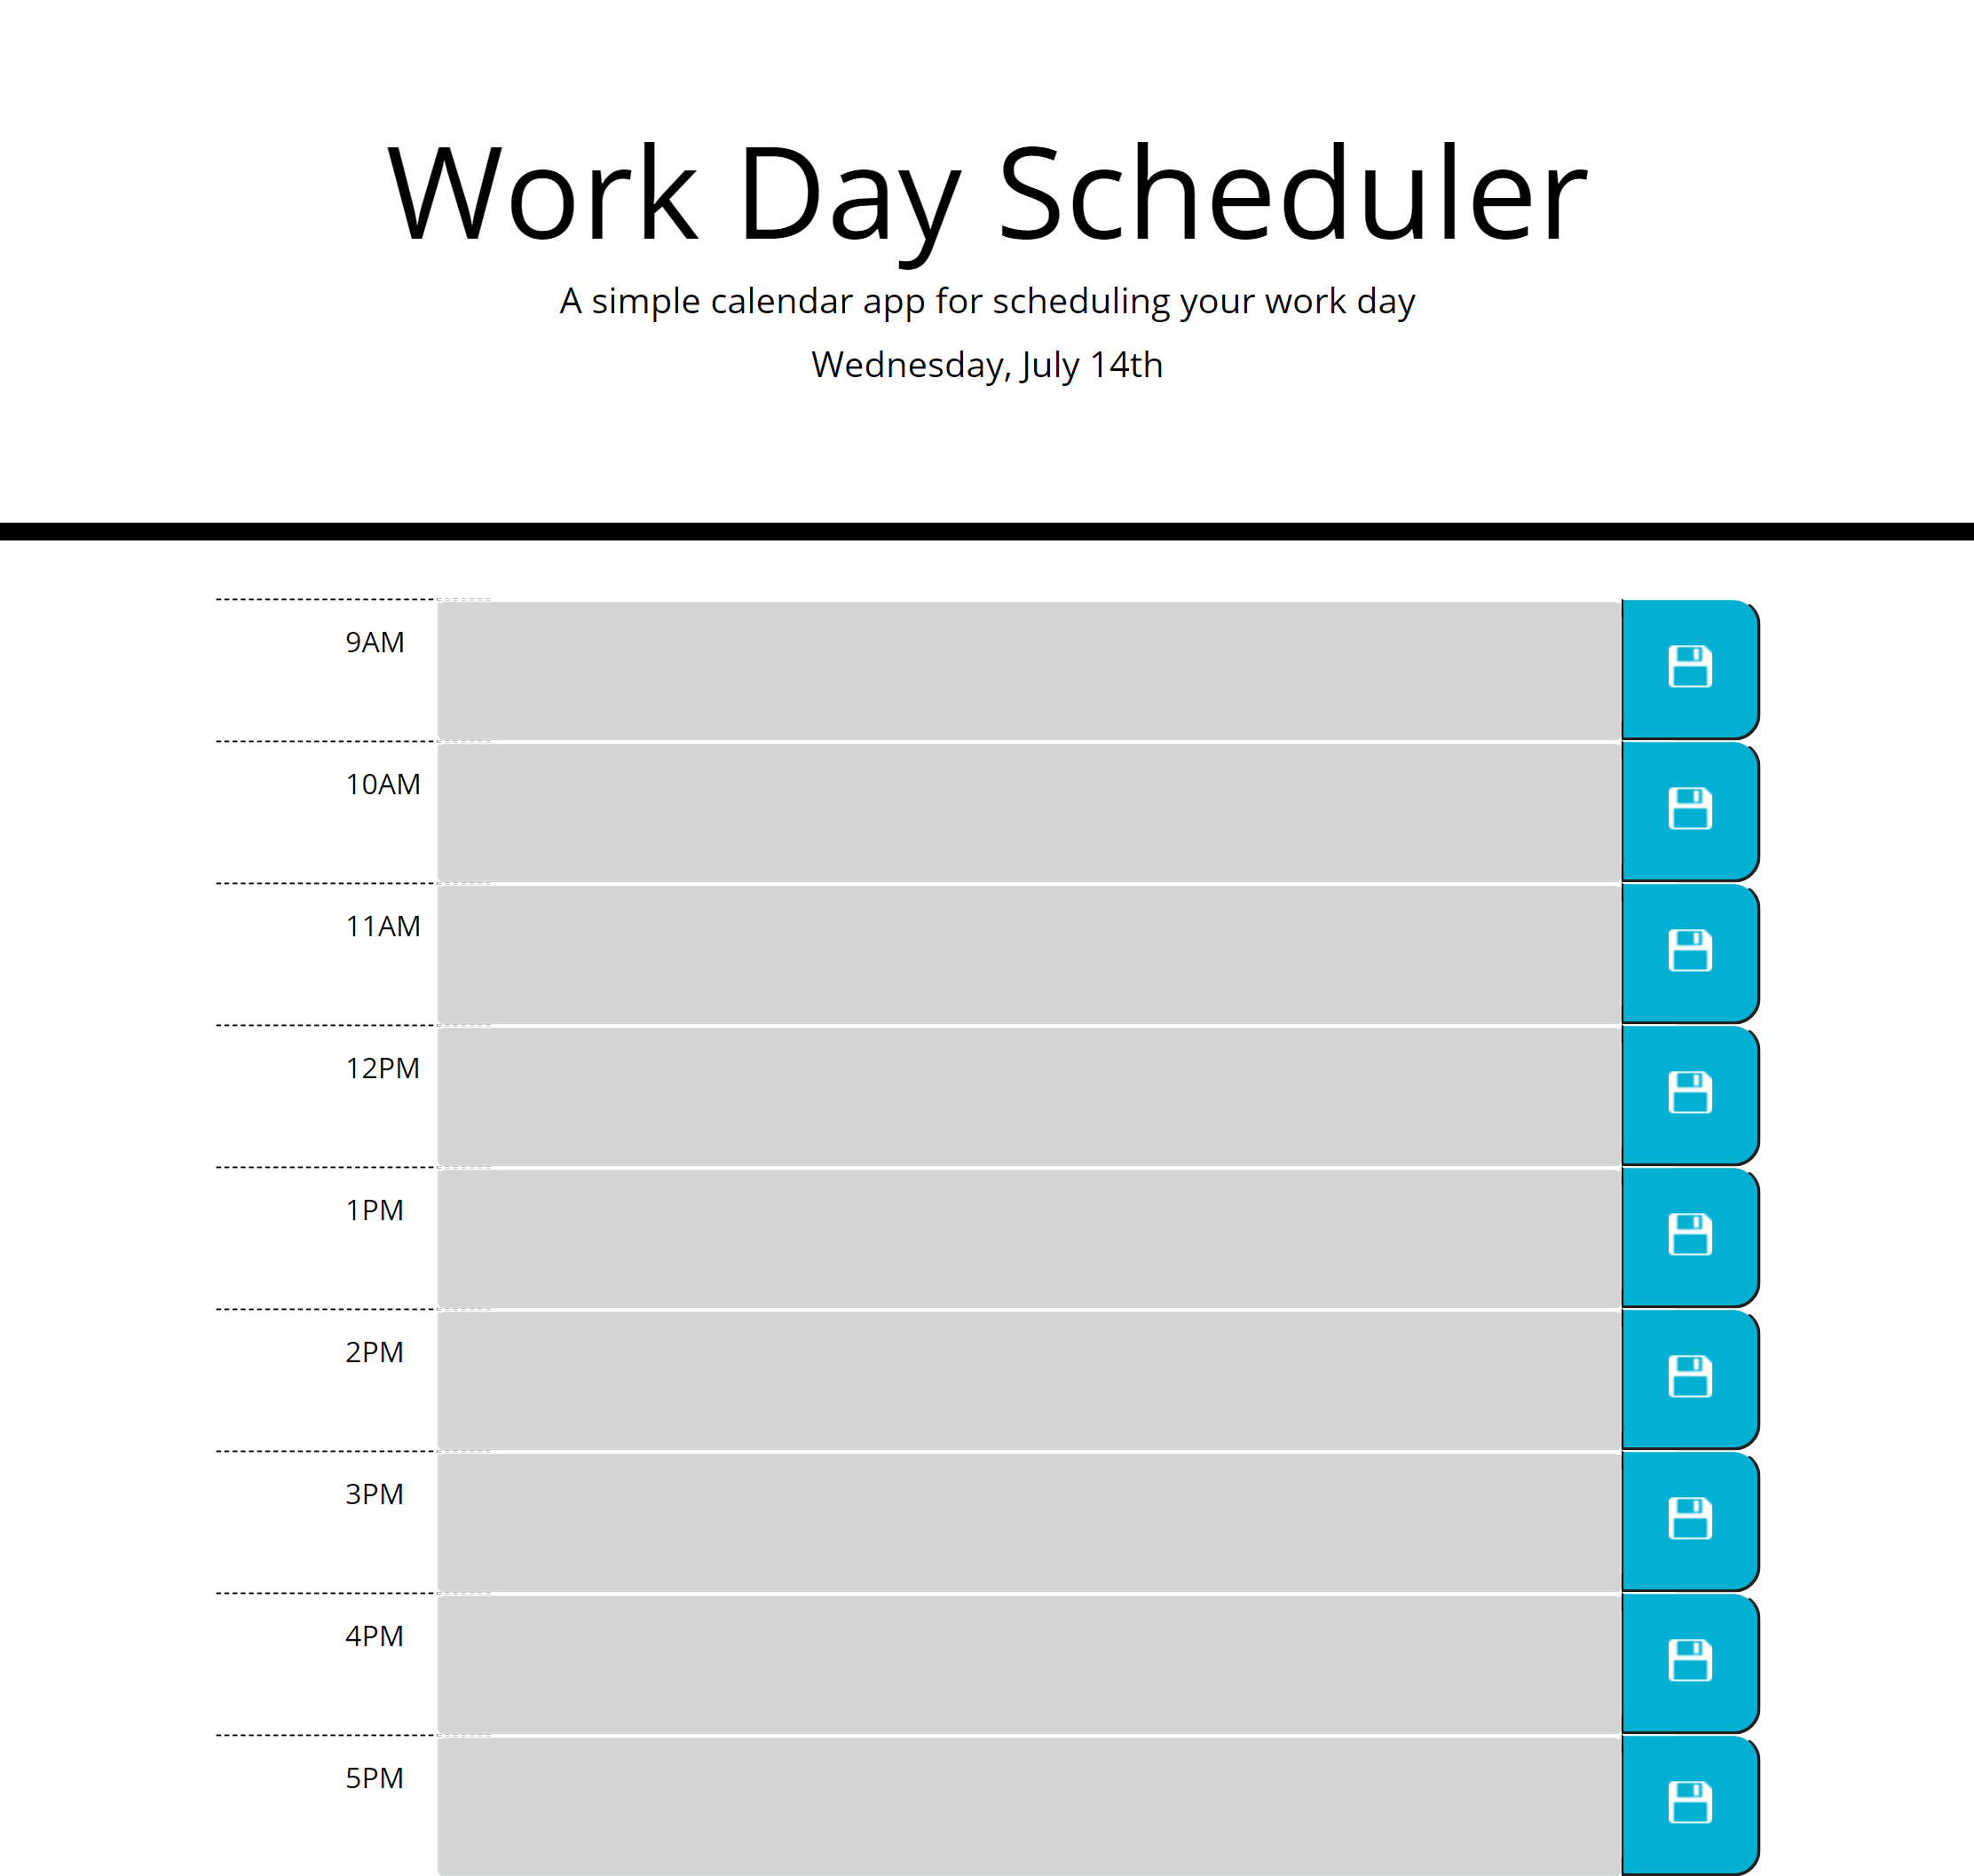 Work Day Scheduler
A simple calendar app for scheduling your work day
Wednesday, July 14th
9AM
10AM
11AM
12PM
1PM
2PM
3PM
4PM
5PM